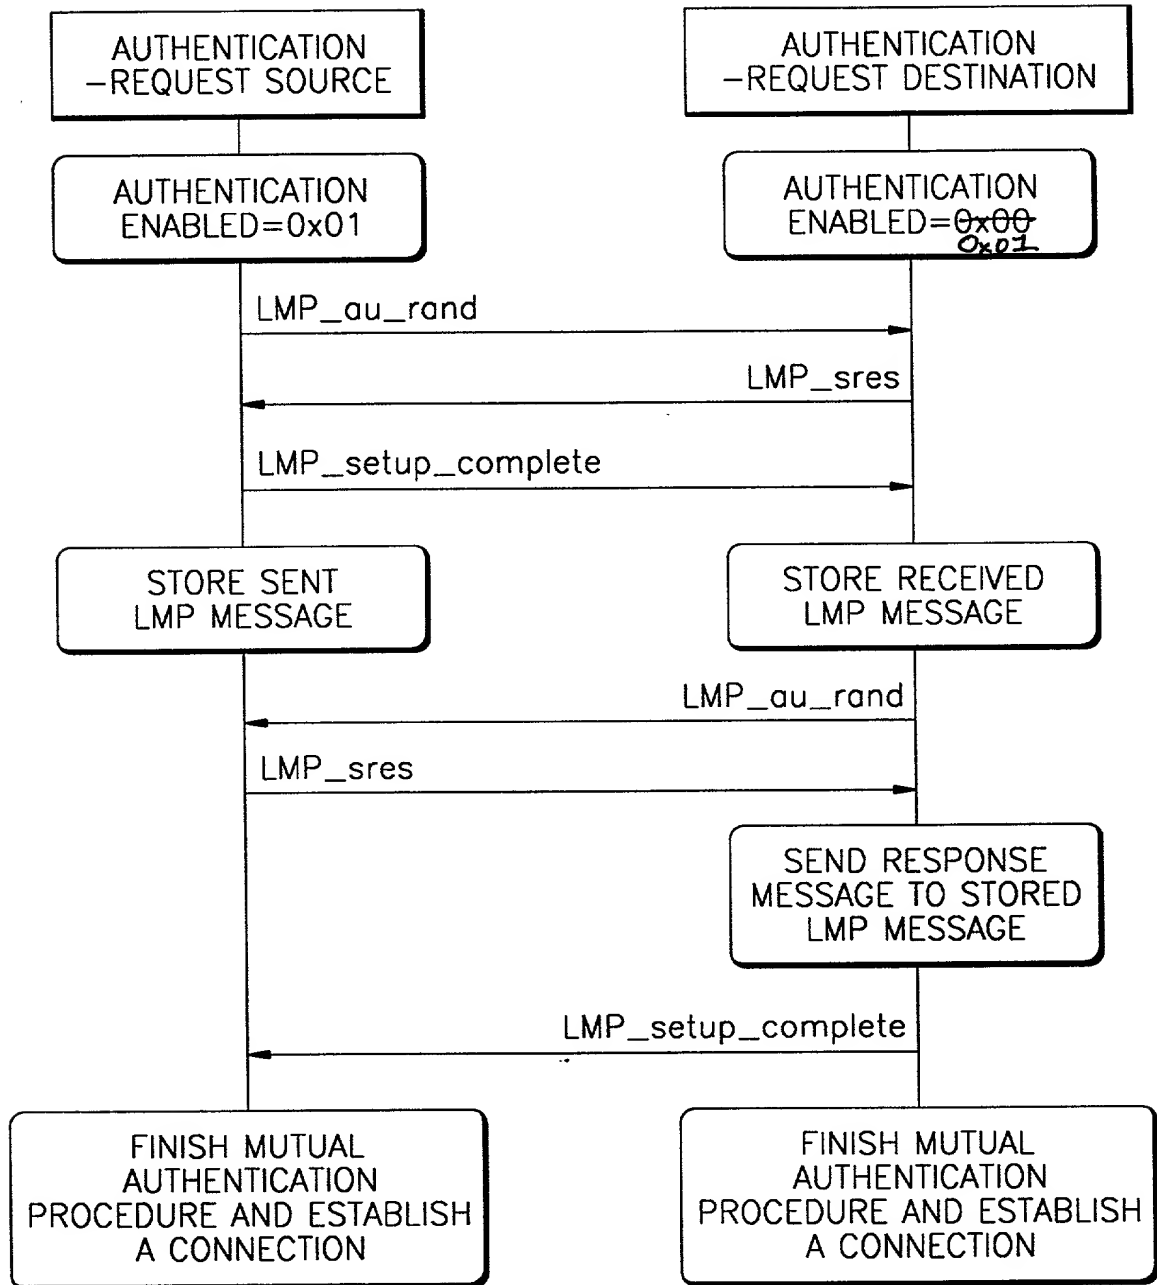 AUTHENTICATION
-REQUEST SOURCE
AUTHENTICATION
-REQUEST DESTINATION
AUTHENTICATION
ENABLED=0x01
AUTHENTICATION
ENABLED=0x00
0x01
LMP_au_rand
LMP_sres
LMP_setup_complete
STORE SENT
LMP MESSAGE
STORE RECEIVED
LMP MESSAGE
LMP_au_rand
LMP_sres
SEND RESPONSE
MESSAGE TO STORED
LMP MESSAGE
LMP_setup_complete
FINISH MUTUAL
AUTHENTICATION
PROCEDURE AND ESTABLISH
A CONNECTION
FINISH MUTUAL
AUTHENTICATION
PROCEDURE AND ESTABLISH
A CONNECTION